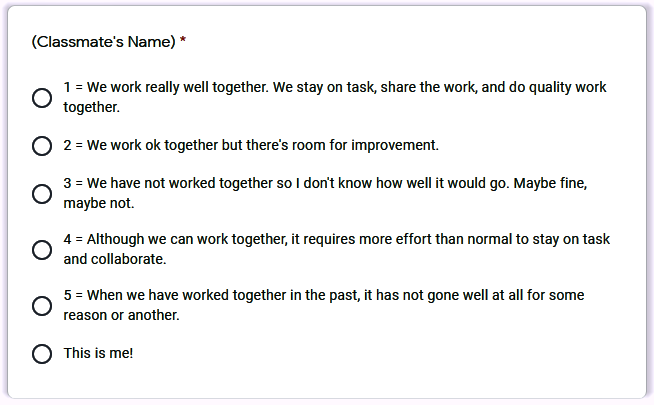 (Classmate's Name) *
1 = We work really well together. We stay on task, share the work, and do quality work
together.
2 = We work ok together but there's room for improvement.
3 = We have not worked together so I don't know how well it would go. Maybe fine,
maybe not.
4 = Although we can work together, it requires more effort than normal to stay on task
and collaborate.
5 = When we have worked together in the past, it has not gone well at all for some
reason or another.
This is me!